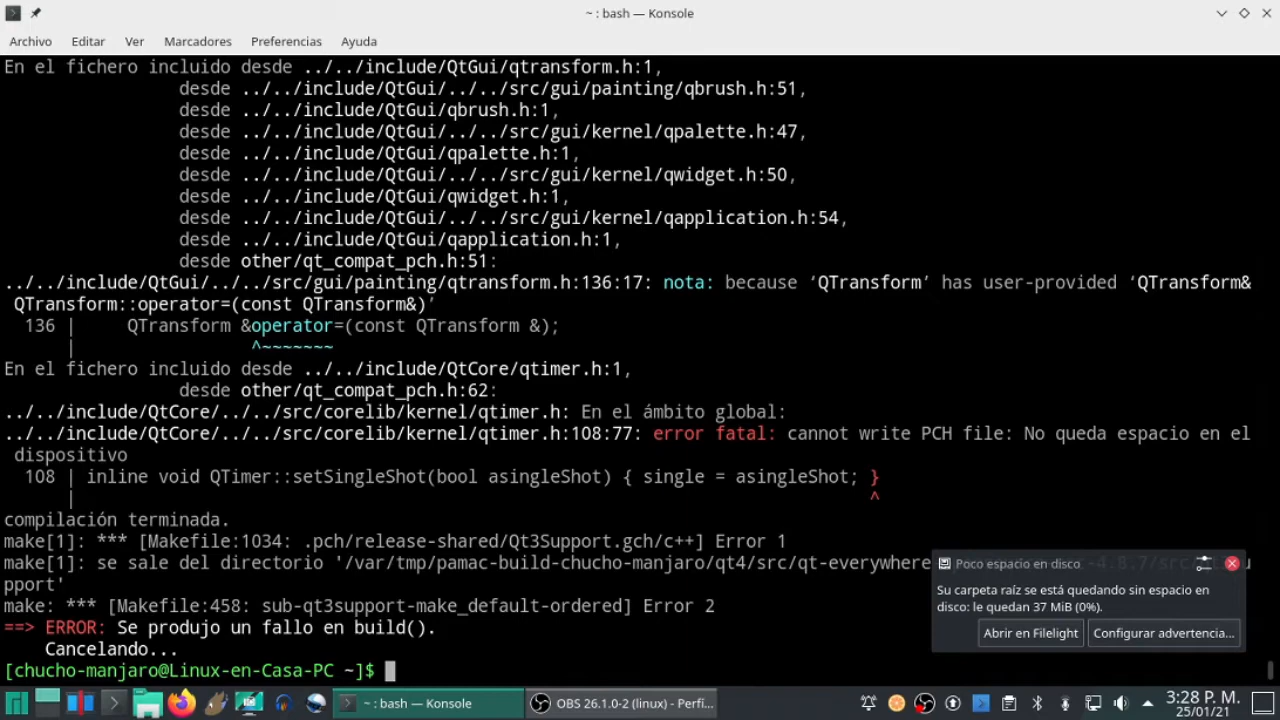 ~ : bash — Konsole
Archivo Editar Ver Marcadores Preferencias Ayuda
En el fichero incluido desde ../../include/QtGui/qtransform.h:1,
desde ../../include/QtGui/../../src/gui/painting/qbrush.h:51,
desde ../../include/QtGui/qbrush.h:1,
desde ../../include/QtGui/../../src/gui/kernel/qpalette.h:47,
desde ../../include/QtGui/qpalette.h:1,
desde ../../include/QtGui/../../src/gui/kernel/qwidget.h:50,
desde ../../include/QtGui/qwidget.h:1,
desde ../../include/QtGui/../../src/gui/kernel/qapplication.h:54,
desde ../../include/QtGui/qapplication.h:1,
desde other/qt_compat_pch.h:51:
../../include/QtGui/../../src/gui/painting/qtransform.h:136:17: nota: because ‘QTransform’ has user-provided ‘QTransform&
QTransform::operator=(const QTransform&)’
136 | QTransform &operator=(const QTransform &);
| ^~~~~~~~
En el fichero incluido desde ../../include/QtCore/qtimer.h:1,
desde other/qt_compat_pch.h:62:
../../include/QtCore/../../src/corelib/kernel/qtimer.h: En el ámbito global:
../../include/QtCore/../../src/corelib/kernel/qtimer.h:108:77: error fatal: cannot write PCH file: No queda espacio en el
dispositivo
108 | inline void QTimer::setSingleShot(bool asingleShot) { single = asingleShot; }
| ^
compilación terminada.
make[1]: *** [Makefile:1034: .pch/release-shared/Qt3Support.gch/c++] Error 1
make[1]: se sale del directorio '/var/tmp/pamac-build-chucho-manjaro/qt4/src/qt-everywhere
pport'
make: *** [Makefile:458: sub-qt3support-make_default-ordered] Error 2
==> ERROR: Se produjo un fallo en build().
Cancelando...
[chucho-manjaro@Linux-en-Casa-PC ~]$
Poco espacio en disco
Su carpeta raíz se está quedando sin espacio en
disco: le quedan 37 MiB (0%).
Abrir en Filelight Configurar advertencia...
~ : bash — Konsole OBS 26.1.0-2 (linux) - Perfi... 3:28 P. M.
25/01/21